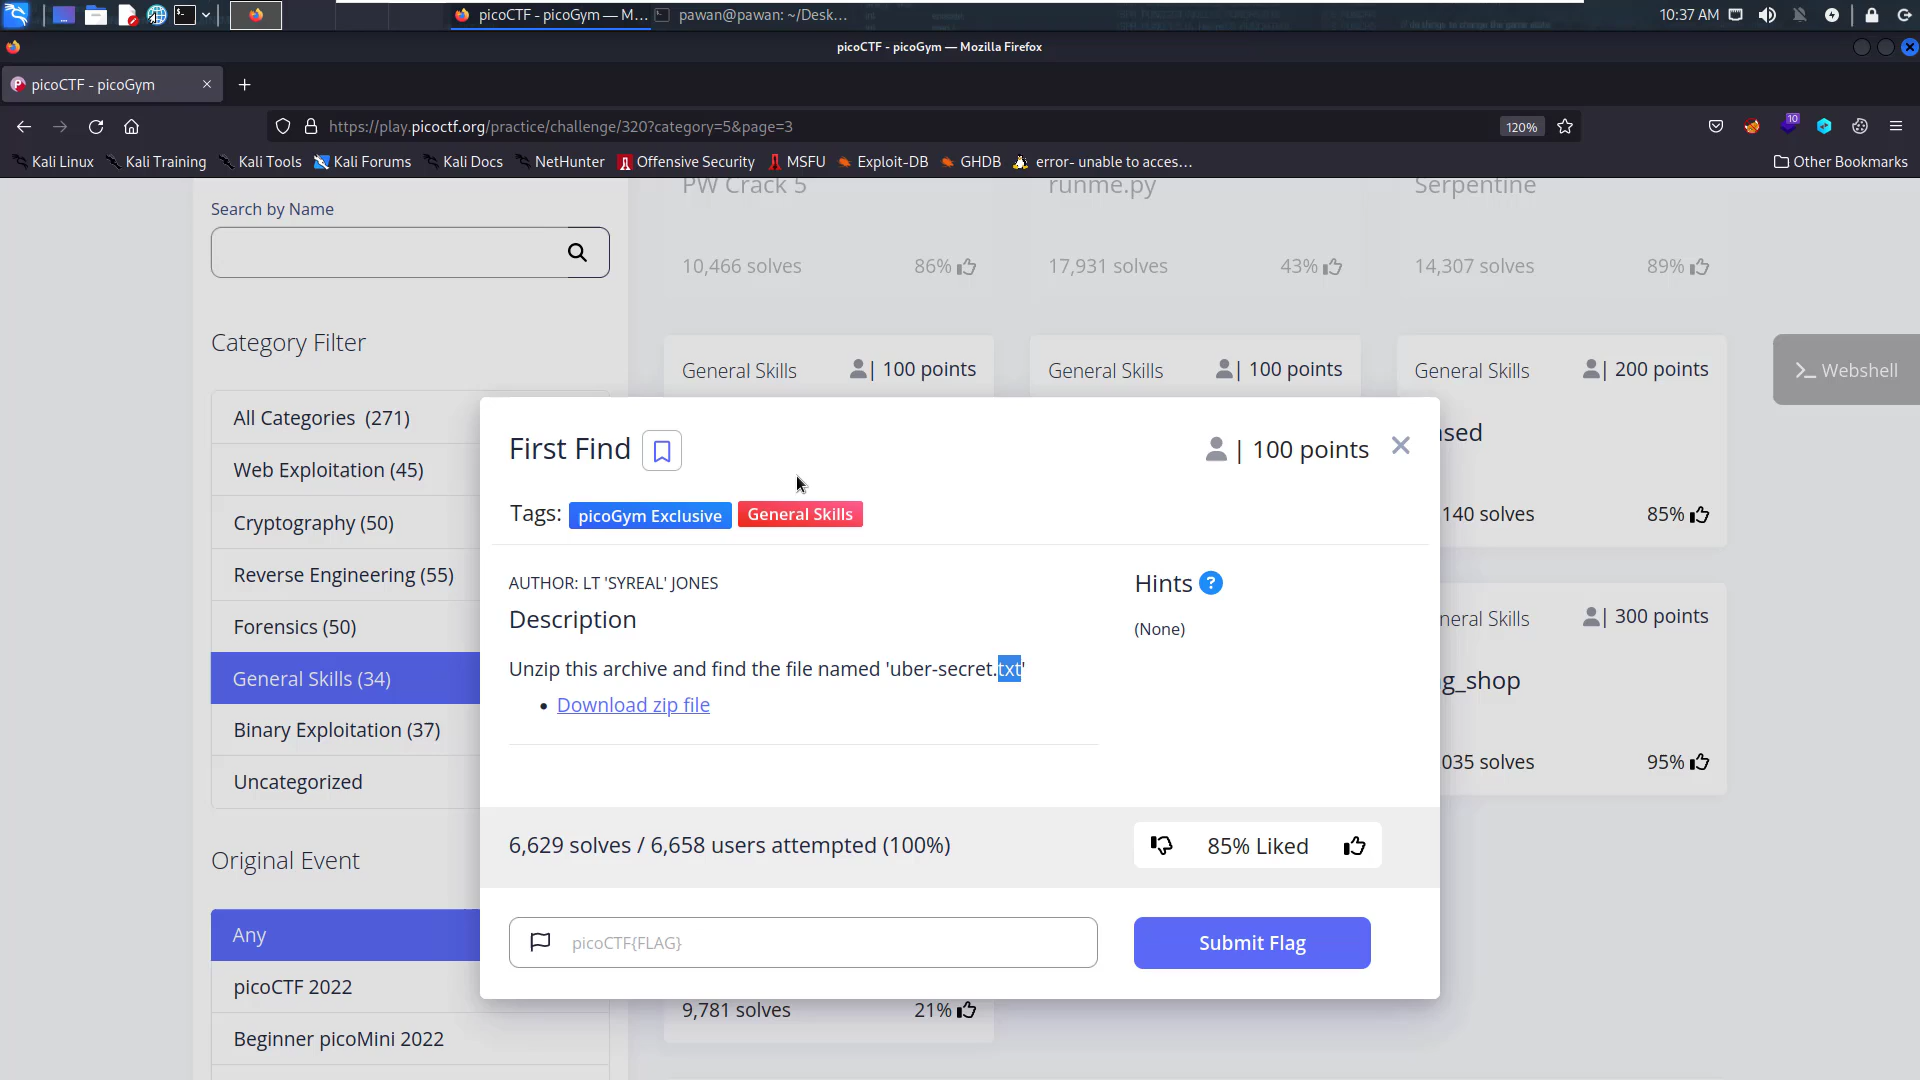 picoCTF - picoGym — M...
pawan@pawan: ~/Desk...
10:37 AM
picoCTF - picoGym — Mozilla Firefox
picoCTF - picoGym
https://play.picoctf.org/practice/challenge/320?category=5&page=3
120%
10
Kali Linux
Kali Training
Kali Tools
Kali Forums
Kali Docs
NetHunter
Offensive Security
MSFU
Exploit-DB
GHDB
error- unable to acces...
Other Bookmarks
Search by Name
PW Crack 5
runme.py
Serpentine
10,466 solves
86%
17,931 solves
43%
14,307 solves
89%
Category Filter
All Categories (271)
Web Exploitation (45)
Cryptography (50)
Reverse Engineering (55)
Forensics (50)
General Skills (34)
Binary Exploitation (37)
Uncategorized
Original Event
Any
picoCTF 2022
Beginner picoMini 2022
General Skills
| 100 points
General Skills
| 100 points
General Skills
| 200 points
Webshell
ased
140 solves
85%
neral Skills
| 300 points
g_shop
035 solves
95%
First Find
| 100 points
Tags:
picoGym Exclusive
General Skills
AUTHOR: LT 'SYREAL' JONES
Description
Unzip this archive and find the file named 'uber-secret.txt'
Download zip file
Hints
?
(None)
6,629 solves / 6,658 users attempted (100%)
85% Liked
picoCTF{FLAG}
Submit Flag
9,781 solves
21%